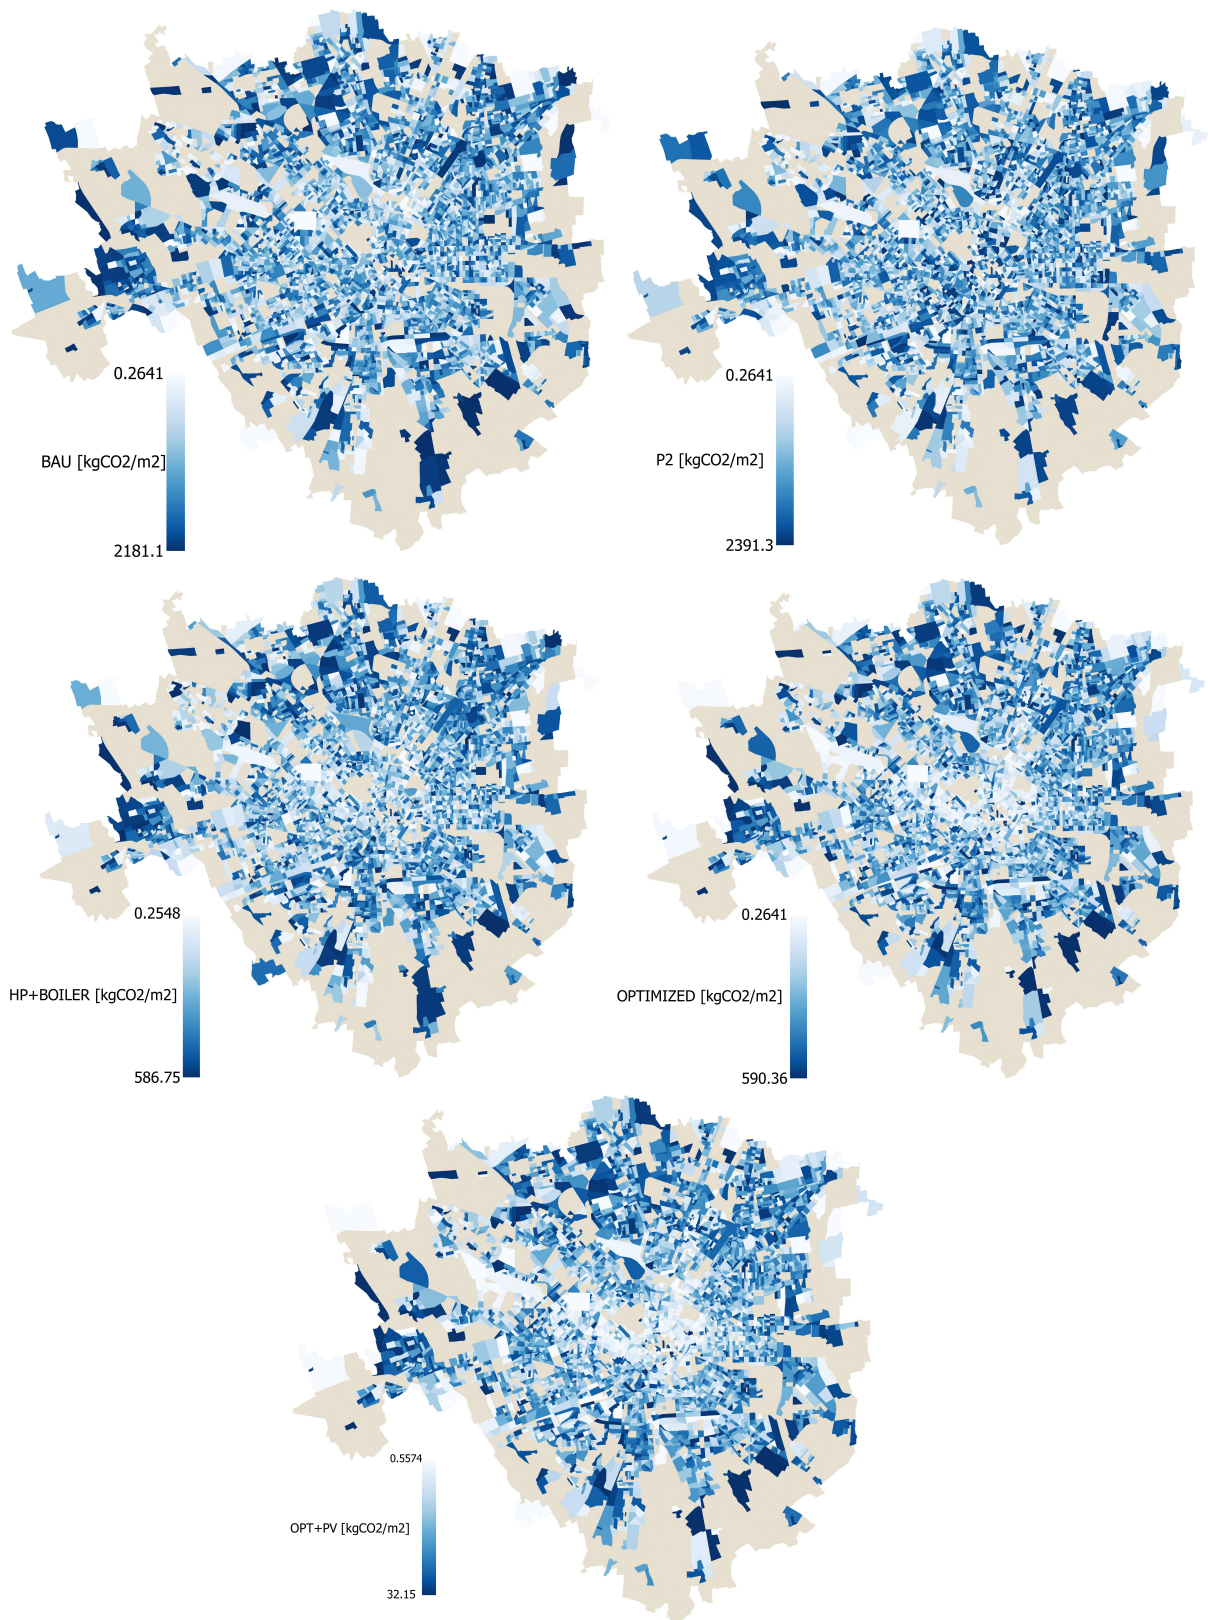 0.2641
BAU [kgCO2/m2]
2181.1
0.2641
P2 [kgCO2/m2]
2391.3
0.2548
HP+BOILER [kgCO2/m2]
586.75
0.2641
OPTIMIZED [kgCO2/m2]
590.36
0.5574
OPT+PV [kgCO2/m2]
32.15